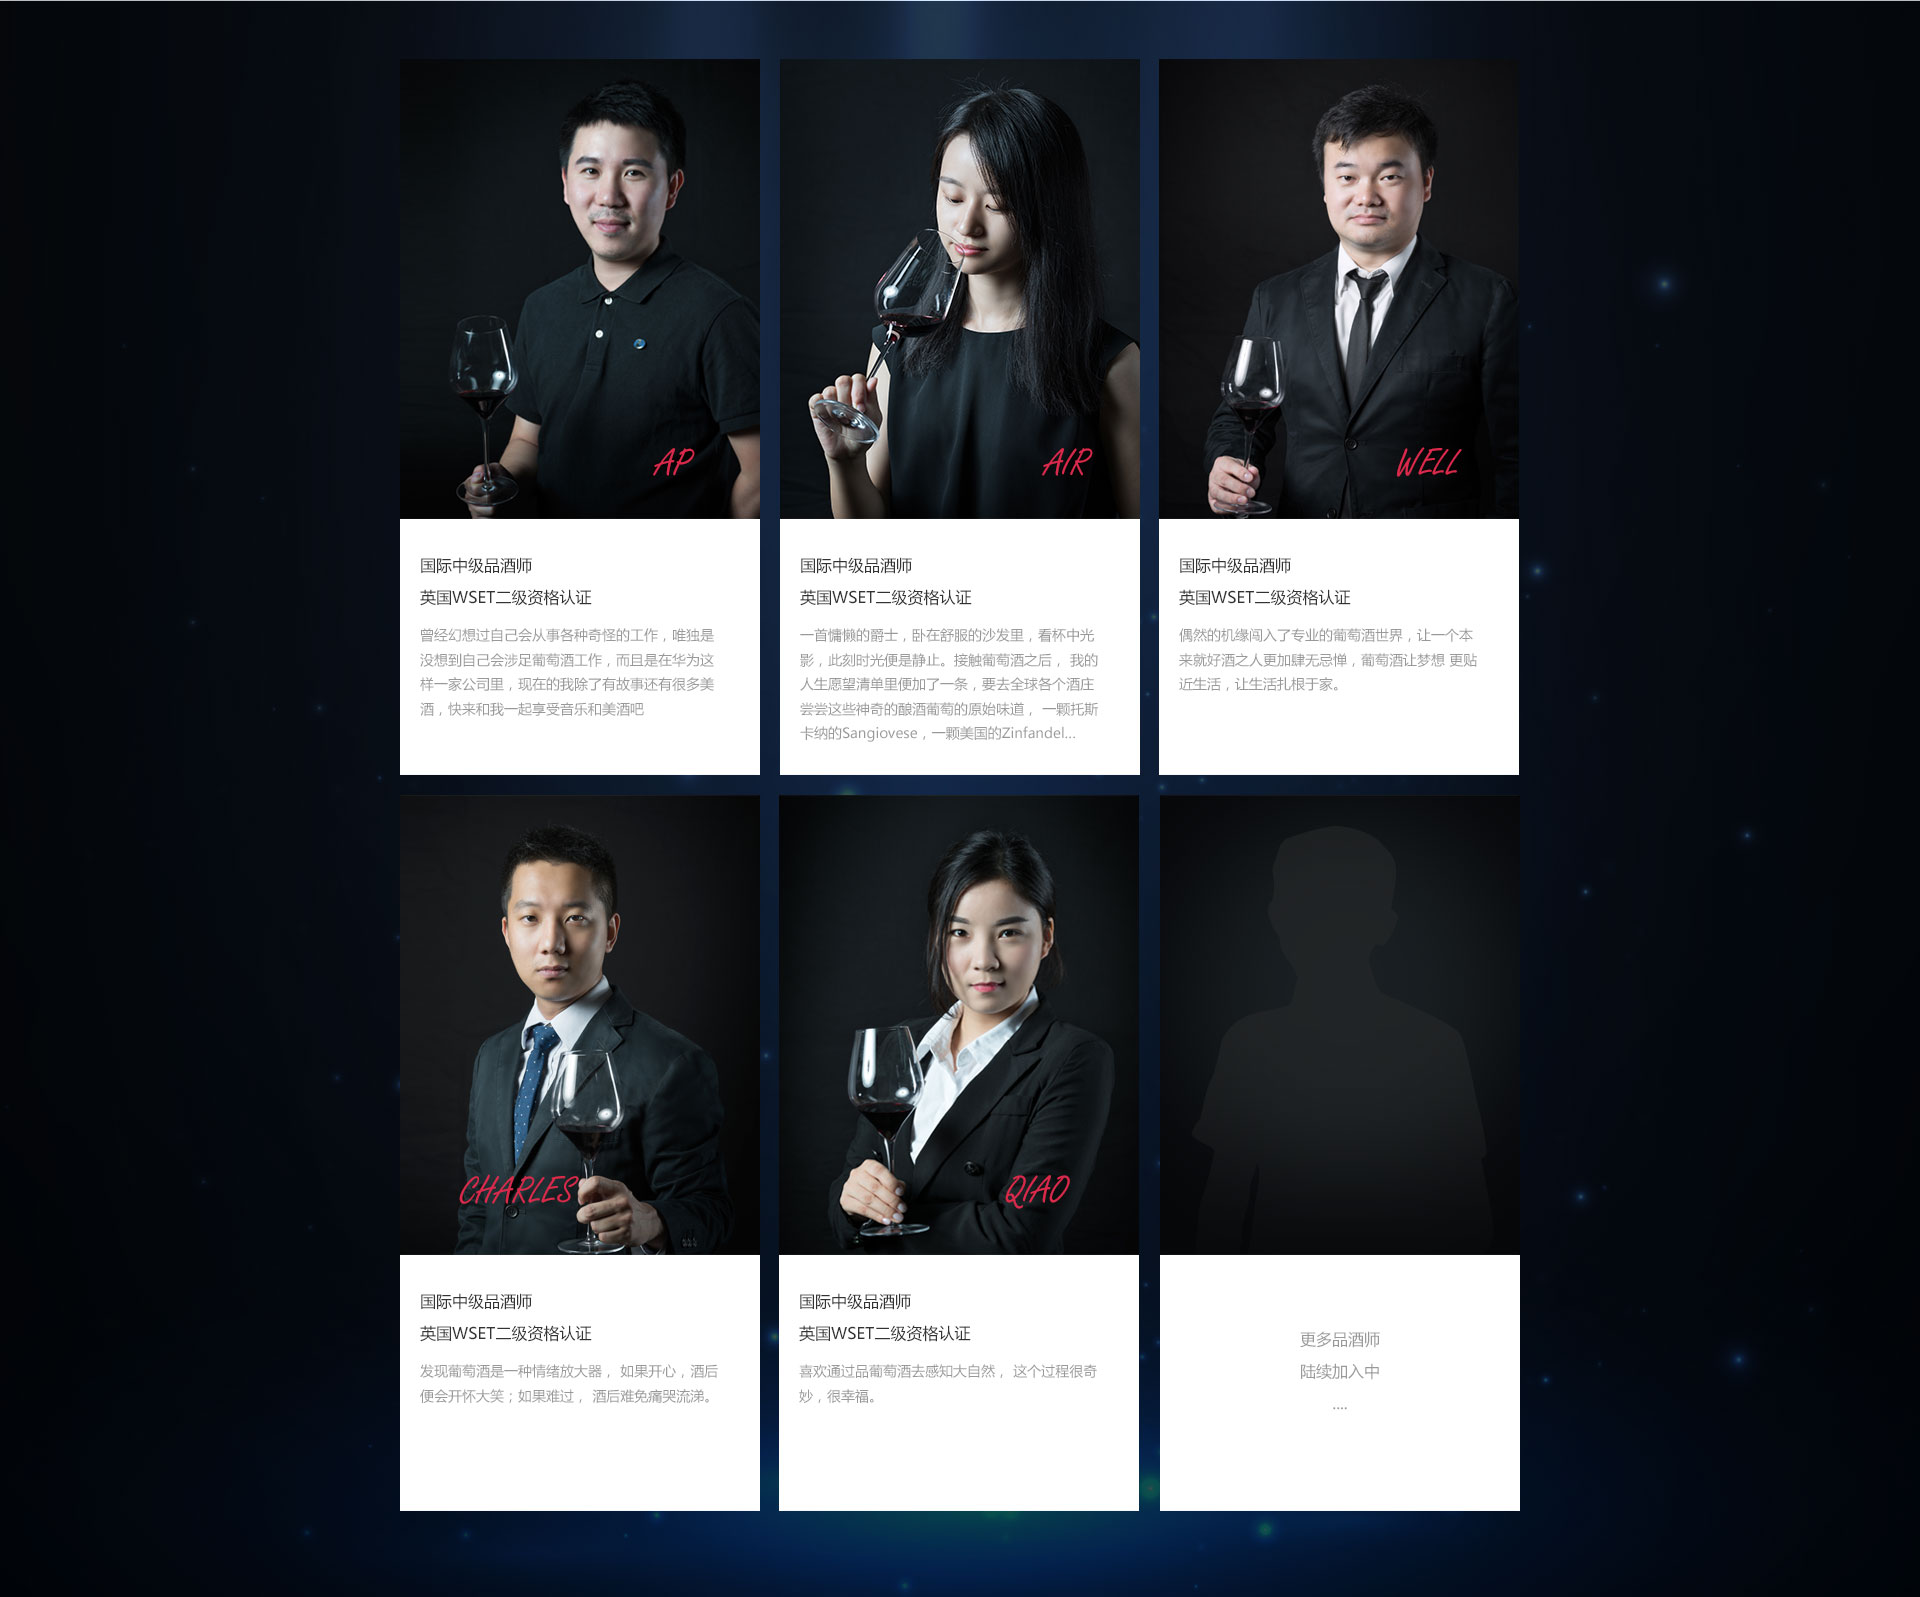 AP
国际中级品酒师
英国WSET二级资格认证
曾经幻想过自己会从事各种奇怪的工作，唯独是
没想到自己会涉足葡萄酒工作，而且是在华为这
样一家公司里，现在的我除了有故事还有很多美
酒，快来和我一起享受音乐和美酒吧
AIR
国际中级品酒师
英国WSET二级资格认证
一首慵懒的爵士，卧在舒服的沙发里，看杯中光
影，此刻时光便是静止。接触葡萄酒之后， 我的
人生愿望清单里便加了一条，要去全球各个酒庄
尝尝这些神奇的酿酒葡萄的原始味道， 一颗托斯
卡纳的Sangiovese，一颗美国的Zinfandel...
WELL
国际中级品酒师
英国WSET二级资格认证
偶然的机缘闯入了专业的葡萄酒世界，让一个本
来就好酒之人更加肆无忌惮，葡萄酒让梦想 更贴
近生活，让生活扎根于家。
CHARLES
国际中级品酒师
英国WSET二级资格认证
发现葡萄酒是一种情绪放大器， 如果开心，酒后
便会开怀大笑；如果难过， 酒后难免痛哭流涕。
QIAO
国际中级品酒师
英国WSET二级资格认证
喜欢通过品葡萄酒去感知大自然， 这个过程很奇
妙，很幸福。
更多品酒师
陆续加入中
....